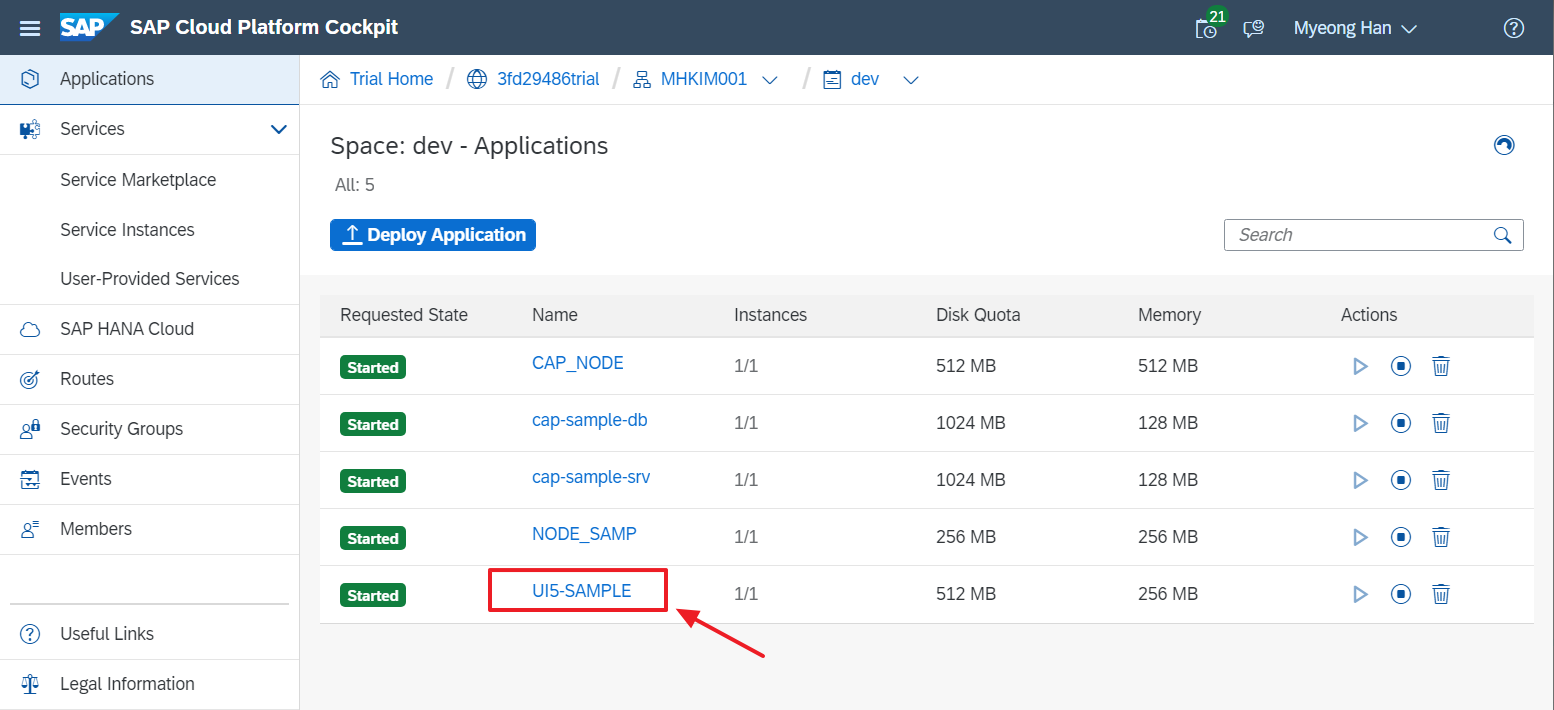 SAP SAP Cloud Platform Cockpit 21 Myeong Han
Applications
Services
Service Marketplace
Service Instances
User-Provided Services
SAP HANA Cloud
Routes
Security Groups
Events
Members
Useful Links
Legal Information
Trial Home / 3fd29486trial / MHKIM001 / dev
Space: dev - Applications
All: 5
Deploy Application Search
Requested State Name Instances Disk Quota Memory Actions
Started CAP_NODE 1/1 512 MB 512 MB
Started cap-sample-db 1/1 1024 MB 128 MB
Started cap-sample-srv 1/1 1024 MB 128 MB
Started NODE_SAMP 1/1 256 MB 256 MB
Started UI5-SAMPLE 1/1 512 MB 256 MB